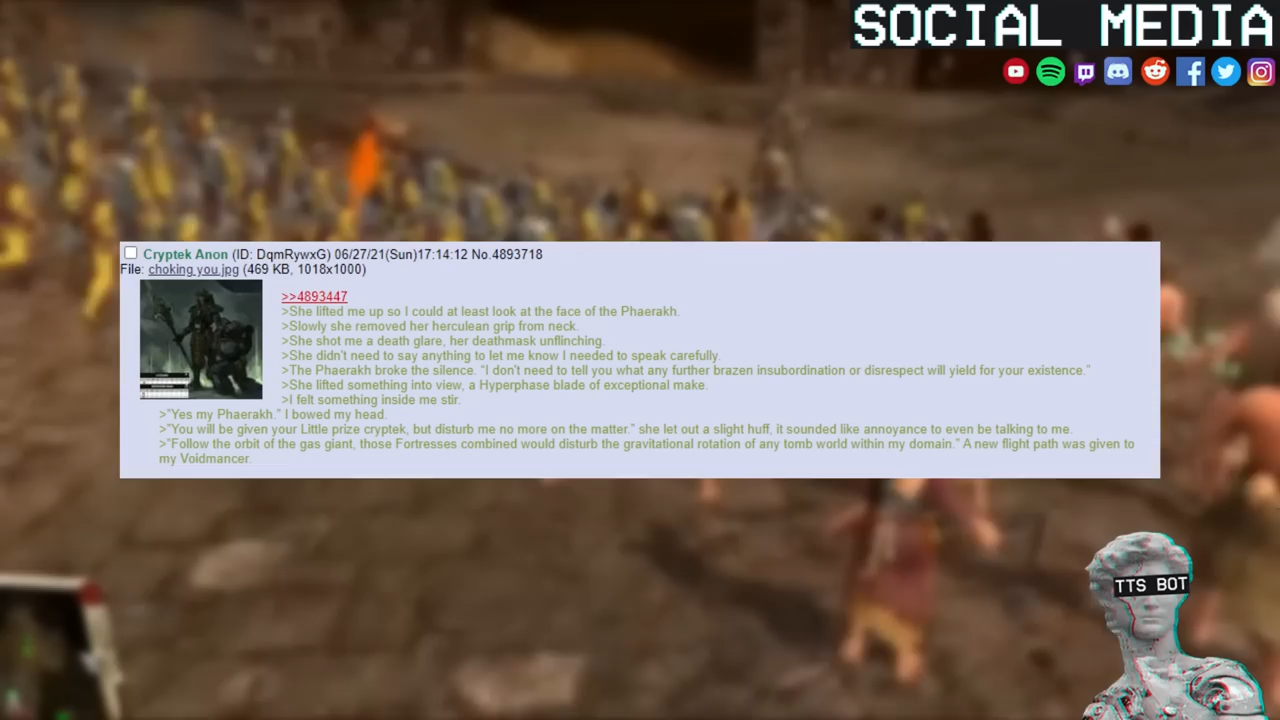 SOCIAL MEDIA
Cryptek Anon (ID: DqmRywxG) 06/27/21(Sun)17:14:12 No.4893718
File: choking you.jpg (469 KB, 1018x1000)
>>4893447
>She lifted me up so I could at least look at the face of the Phaerakh.
>Slowly she removed her herculean grip from neck.
>She shot me a death glare, her deathmask unflinching.
>She didn't need to say anything to let me know I needed to speak carefully.
>The Phaerakh broke the silence. “I don't need to tell you what any further brazen insubordination or disrespect will yield for your existence.”
>She lifted something into view, a Hyperphase blade of exceptional make.
>I felt something inside me stir.
>”Yes my Phaerakh.” I bowed my head.
>”You will be given your Little prize cryptek, but disturb me no more on the matter.” she let out a slight huff, it sounded like annoyance to even be talking to me.
>”Follow the orbit of the gas giant, those Fortresses combined would disturb the gravitational rotation of any tomb world within my domain.” A new flight path was given to
my Voidmancer.
TTS BOT